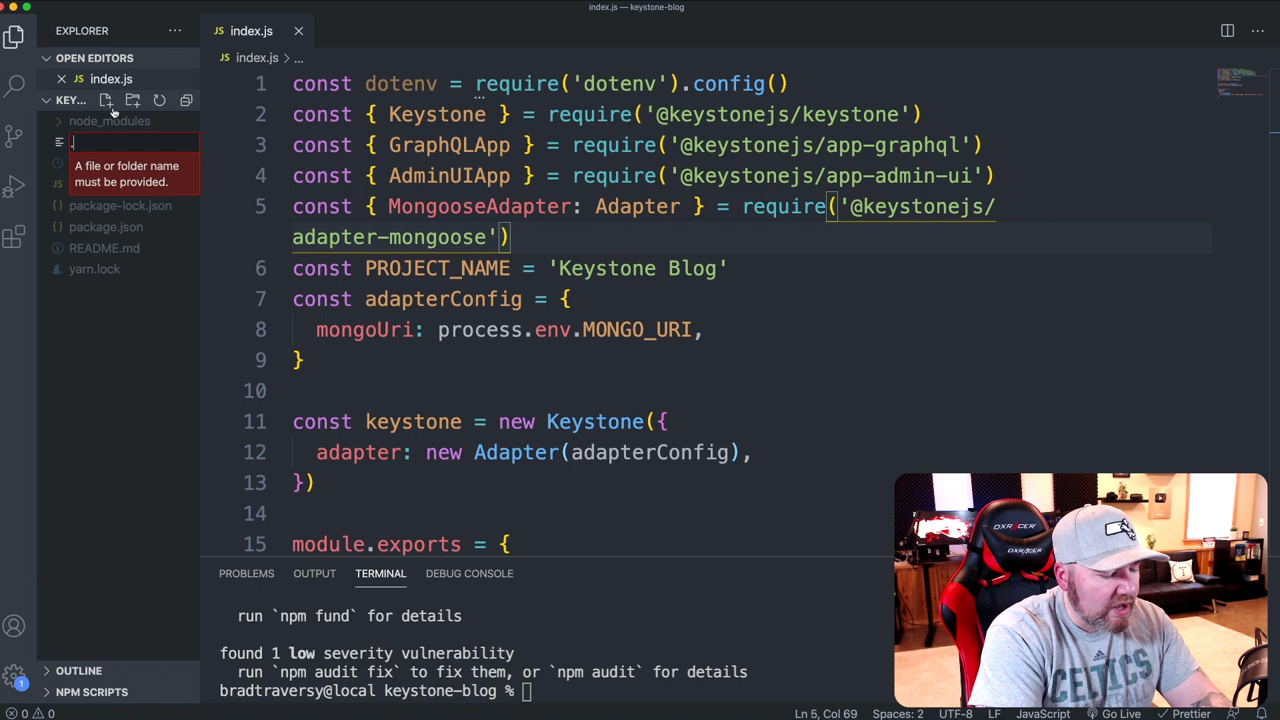 index.js — keystone-blog
EXPLORER
OPEN EDITORS
JS index.js
KEY...
node_modules
.
A file or folder name
must be provided.
JS
package-lock.json
package.json
README.md
yarn.lock
OUTLINE
NPM SCRIPTS
JS index.js
JS index.js > ...
1 const dotenv = require('dotenv').config()
2 const { Keystone } = require('@keystonejs/keystone')
3 const { GraphQLApp } = require('@keystonejs/app-graphql')
4 const { AdminUIApp } = require('@keystonejs/app-admin-ui')
5 const { MongooseAdapter: Adapter } = require('@keystonejs/
adapter-mongoose')
6 const PROJECT_NAME = 'Keystone Blog'
7 const adapterConfig = {
8 mongoUri: process.env.MONGO_URI,
9 }
10
11 const keystone = new Keystone({
12 adapter: new Adapter(adapterConfig),
13 })
14
15 module.exports = {
PROBLEMS OUTPUT TERMINAL DEBUG CONSOLE
run `npm fund` for details
found 1 low severity vulnerability
run `npm audit fix` to fix them, or `npm audit` for details
bradtraversy@local keystone-blog %
DXRACER
DXRACER
CELTICS
1
0 0
Ln 5, Col 69 Spaces: 2 UTF-8 LF JavaScript Go Live Prettier